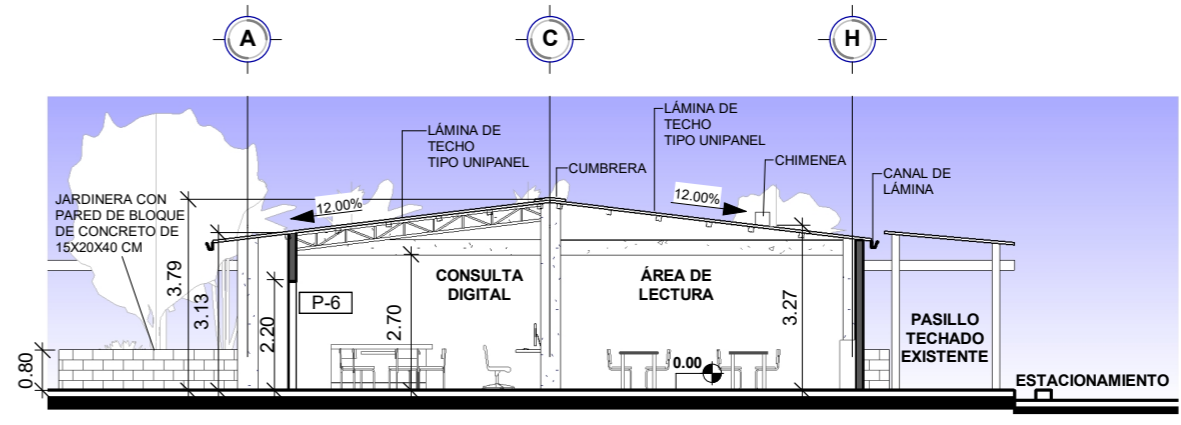 A
C
H
LÁMINA DE
TECHO
TIPO UNIPANEL
CUMBRERA
LÁMINA DE
TECHO
TIPO UNIPANEL
CHIMENEA
CANAL DE
LÁMINA
JARDINERA CON
PARED DE BLOQUE
DE CONCRETO DE
15X20X40 CM
12.00%
12.00%
CONSULTA
DIGITAL
ÁREA DE
LECTURA
P-6
3.79
3.13
2.20
2.70
3.27
0.80
0.00
PASILLO
TECHADO
EXISTENTE
ESTACIONAMIENTO